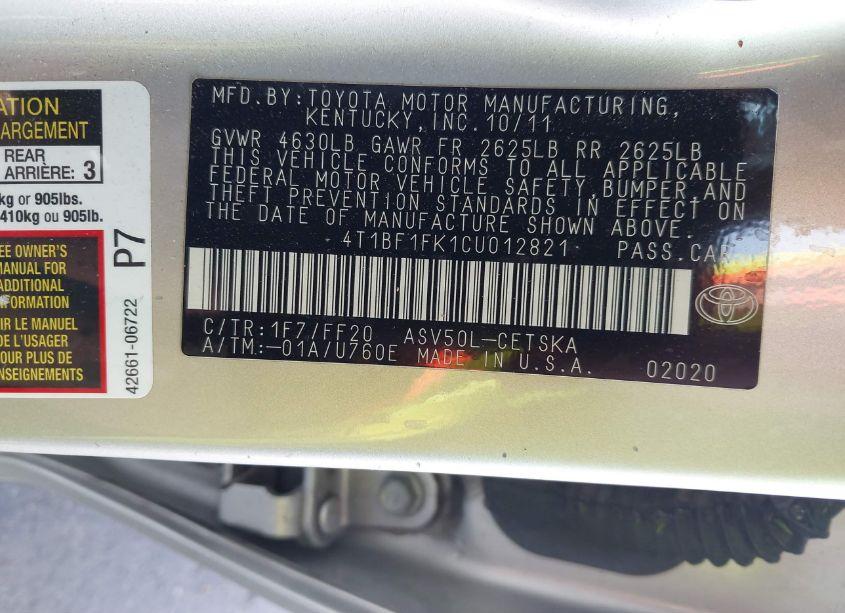 ATION
ARGEMENT
REAR
ARRIÈRE: 3
kg or 905lbs.
410kg ou 905lb.
EE OWNER'S
MANUAL FOR
ADDITIONAL
FORMATION
IR LE MANUEL
DE L'USAGER
OUR PLUS DE
NSEIGNEMENTS
P7
42661-06722
MFD.BY:TOYOTA MOTOR MANUFACTURING,
KENTUCKY, INC. 10/11
GVWR 4630LB GAWR FR 2625LB RR 2625LB
THIS VEHICLE CONFORMS TO ALL APPLICABLE
FEDERAL MOTOR VEHICLE SAFETY, BUMPER, AND
THEFT PREVENTION STANDARDS IN EFFECT ON
THE DATE OF MANUFACTURE SHOWN ABOVE.
4T1BF1FK1CU012821 PASS.CAR
C/TR:1F7/FF20 ASV50L-CETSKA
A/TM:-01A/U760E MADE IN U.S.A. 02020